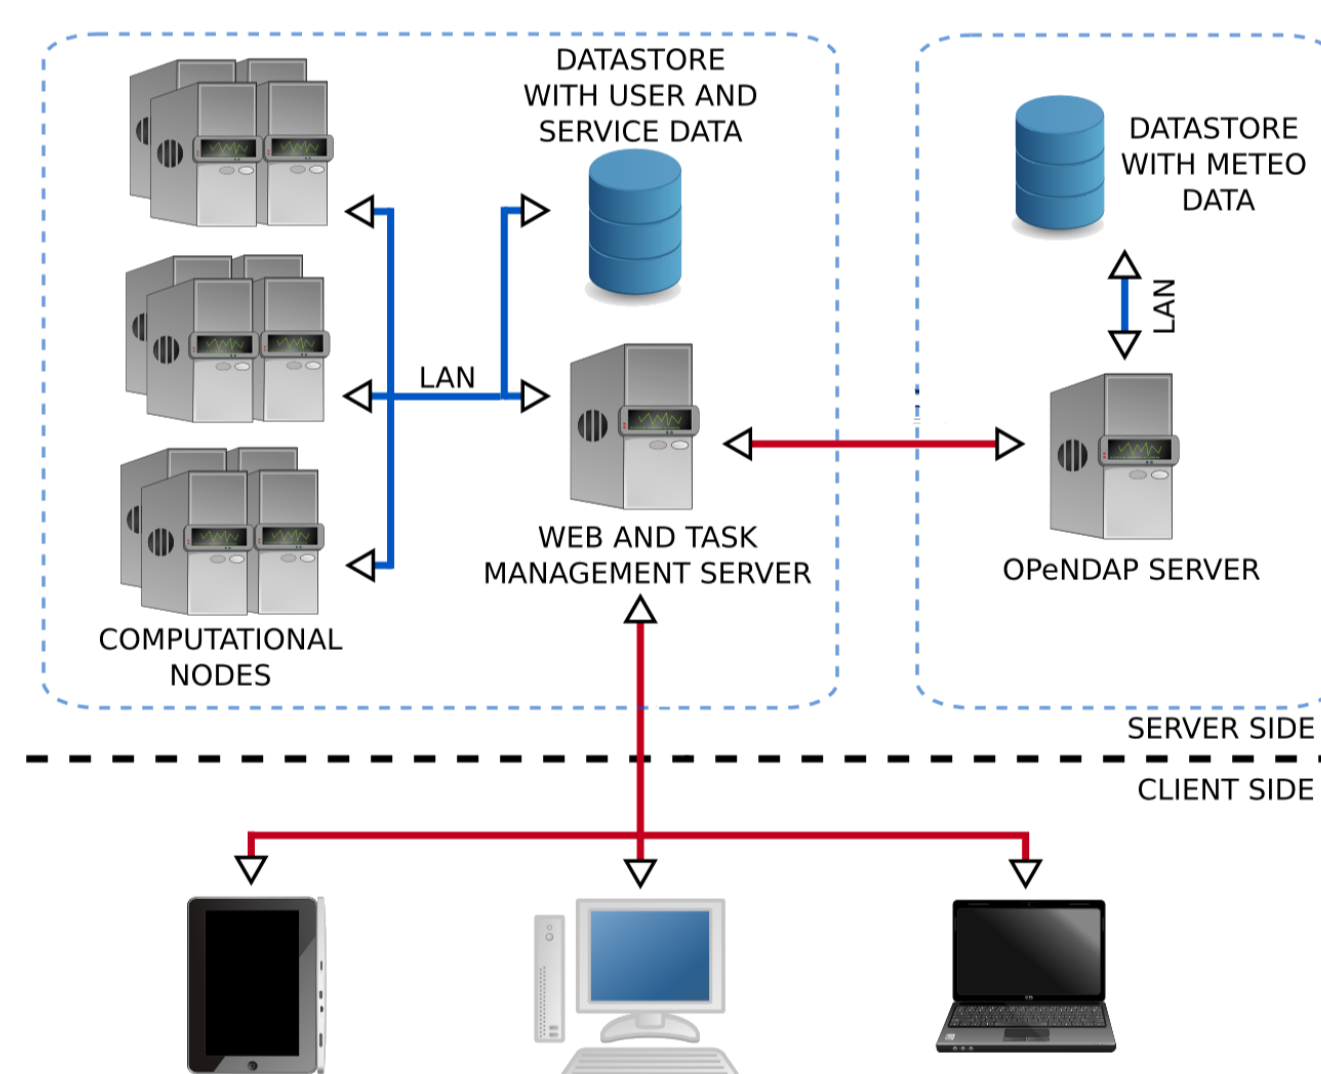 DATASTORE
WITH USER AND
SERVICE DATA
DATASTORE
WITH METEO
DATA
LAN
LAN
WEB AND TASK
MANAGEMENT SERVER
OPeNDAP SERVER
COMPUTATIONAL
NODES
SERVER SIDE
CLIENT SIDE